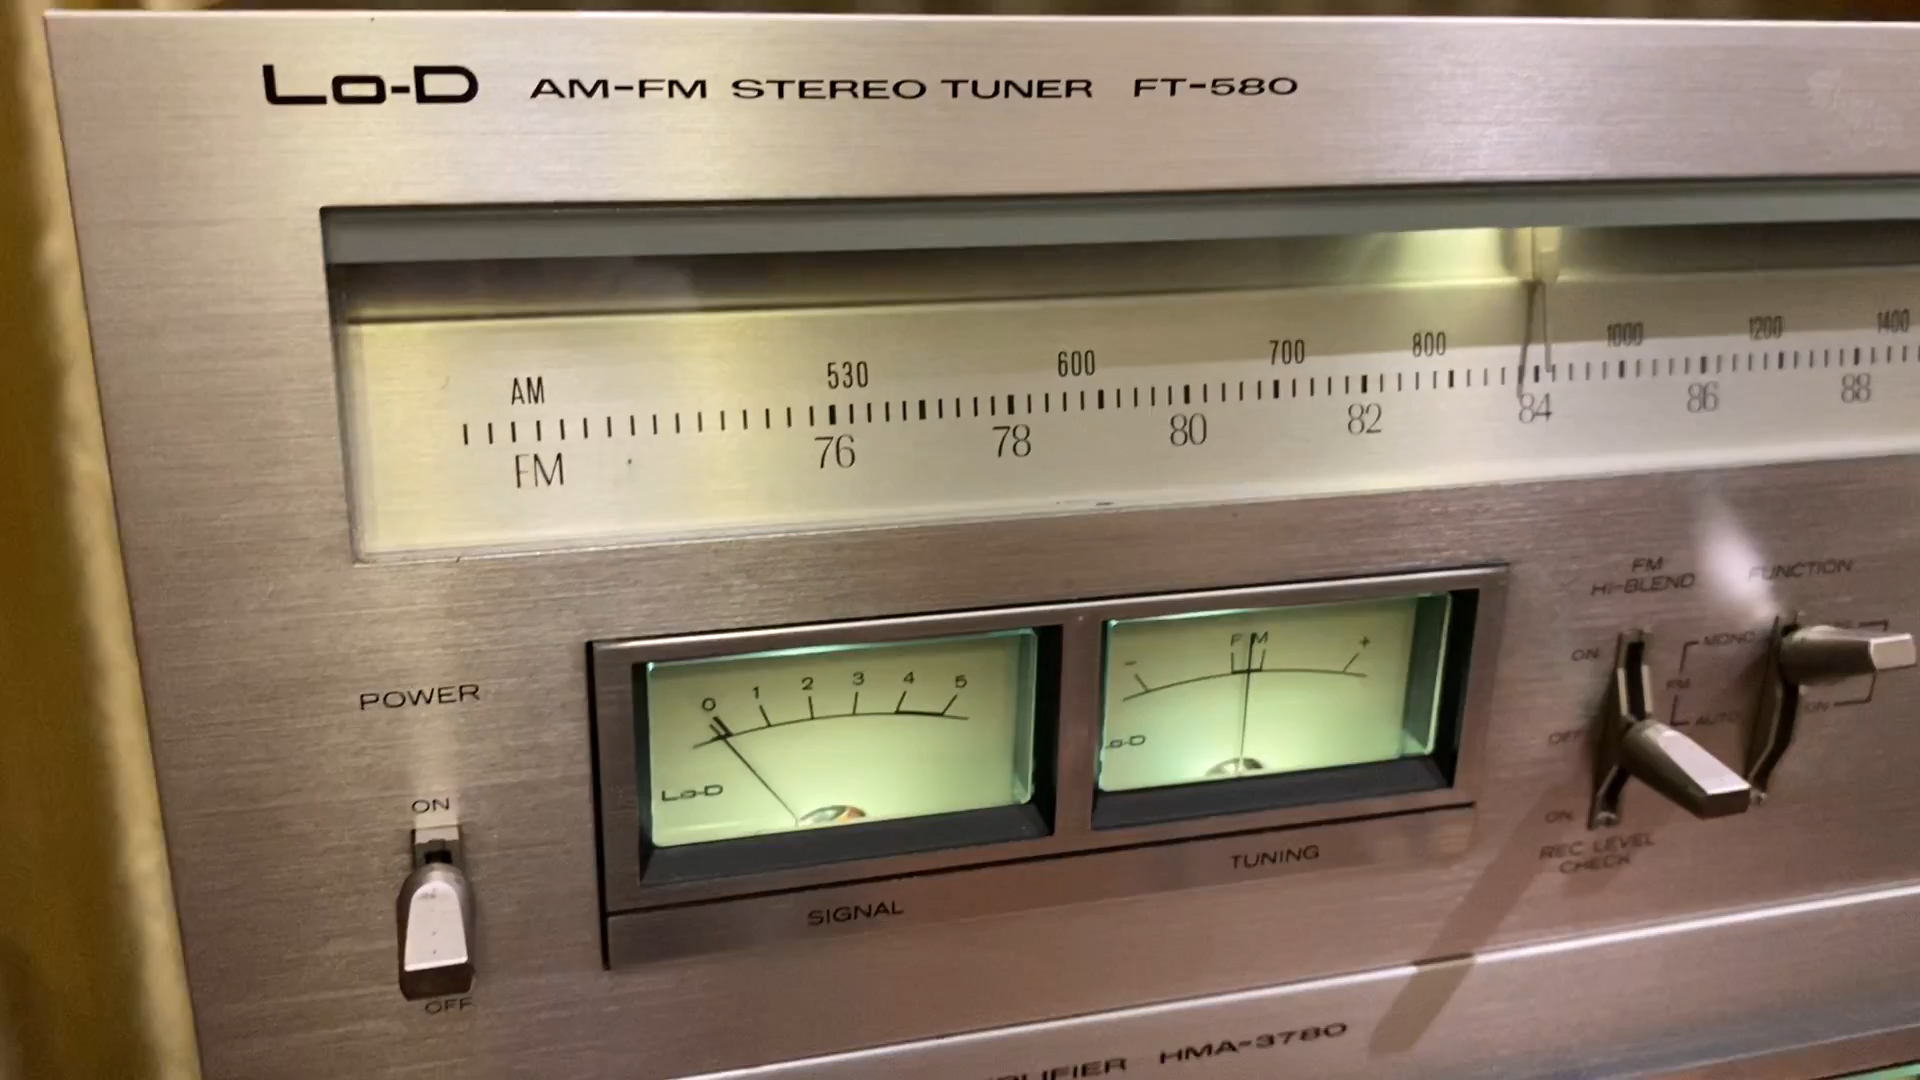 Lo-D AM-FM STEREO TUNER FT-580
AM 530 600 700 800 1000 1200 1400
FM 76 78 80 82 84 86 88
FM HI-BLEND
FUNCTION
ON
OFF
ON
REC LEVEL CHECK
MONO
FM
AUTO
ON
POWER
ON
OFF
0 1 2 3 4 5
Lo-D
SIGNAL
- FM +
Lo-D
TUNING
HMA-3780